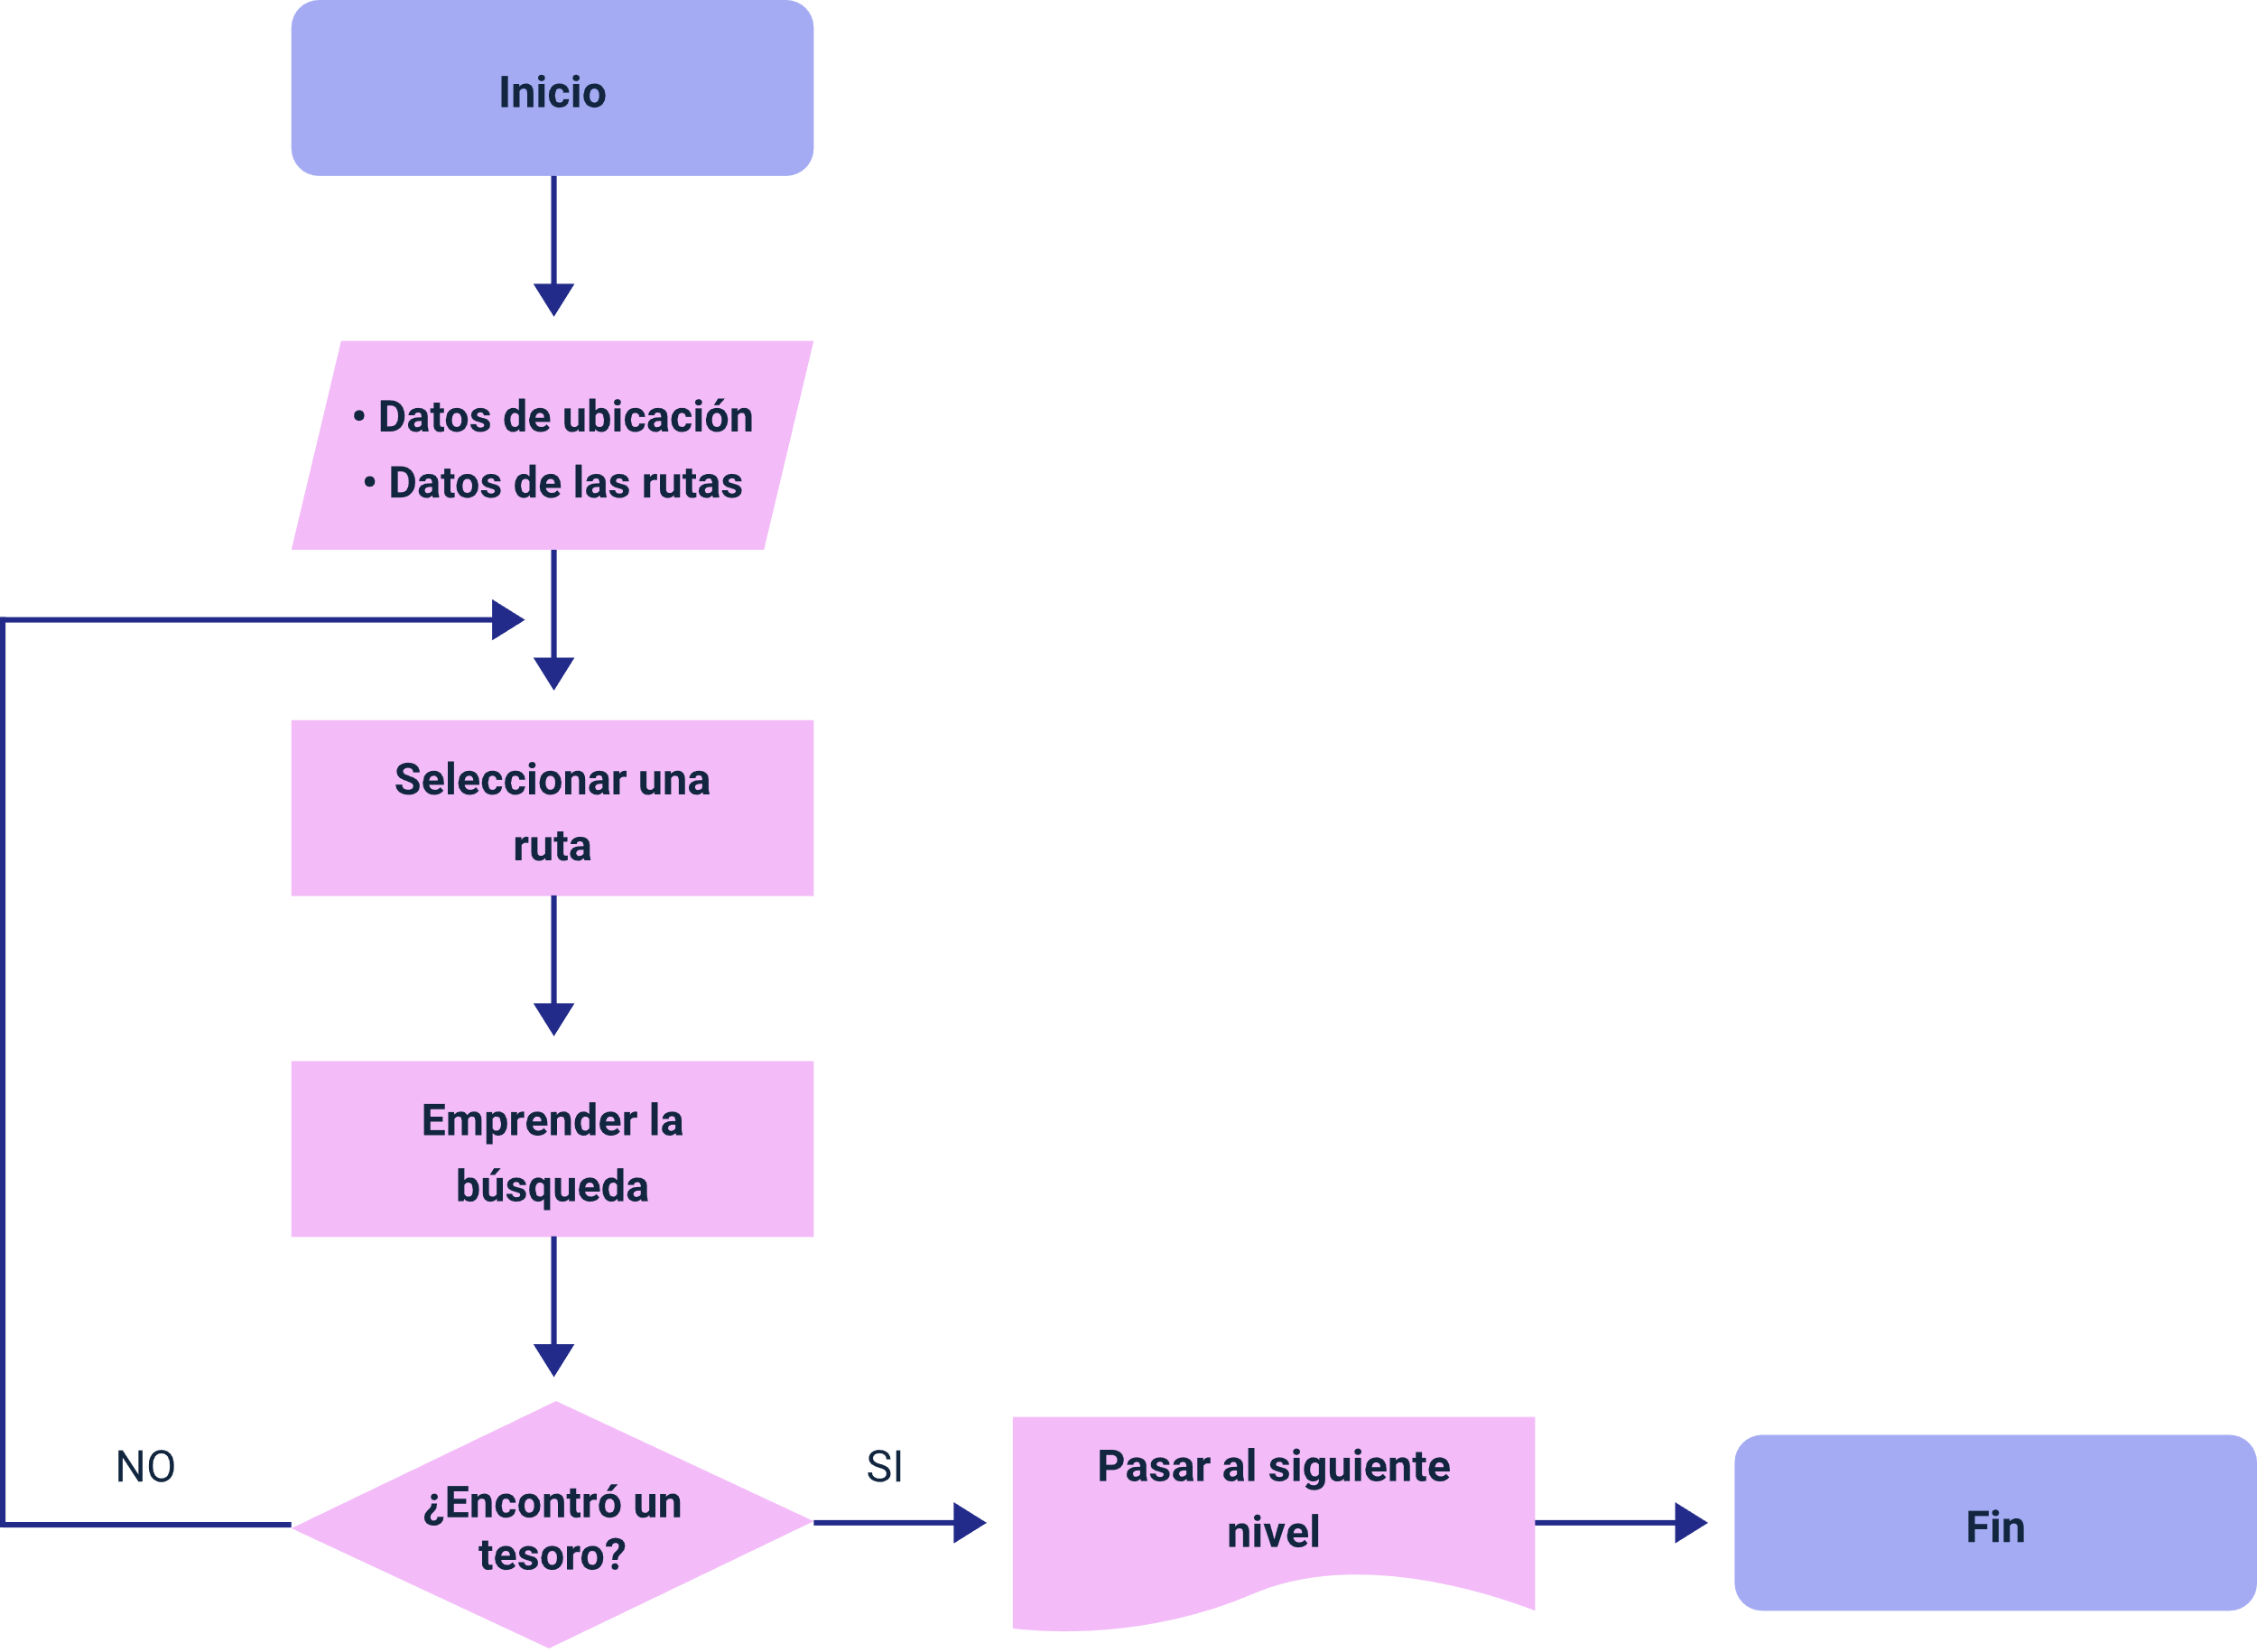 Inicio
• Datos de ubicación
• Datos de las rutas
Seleccionar una
ruta
Emprender la
búsqueda
NO
¿Encontró un
tesoro?
SI
Pasar al siguiente
nivel
Fin